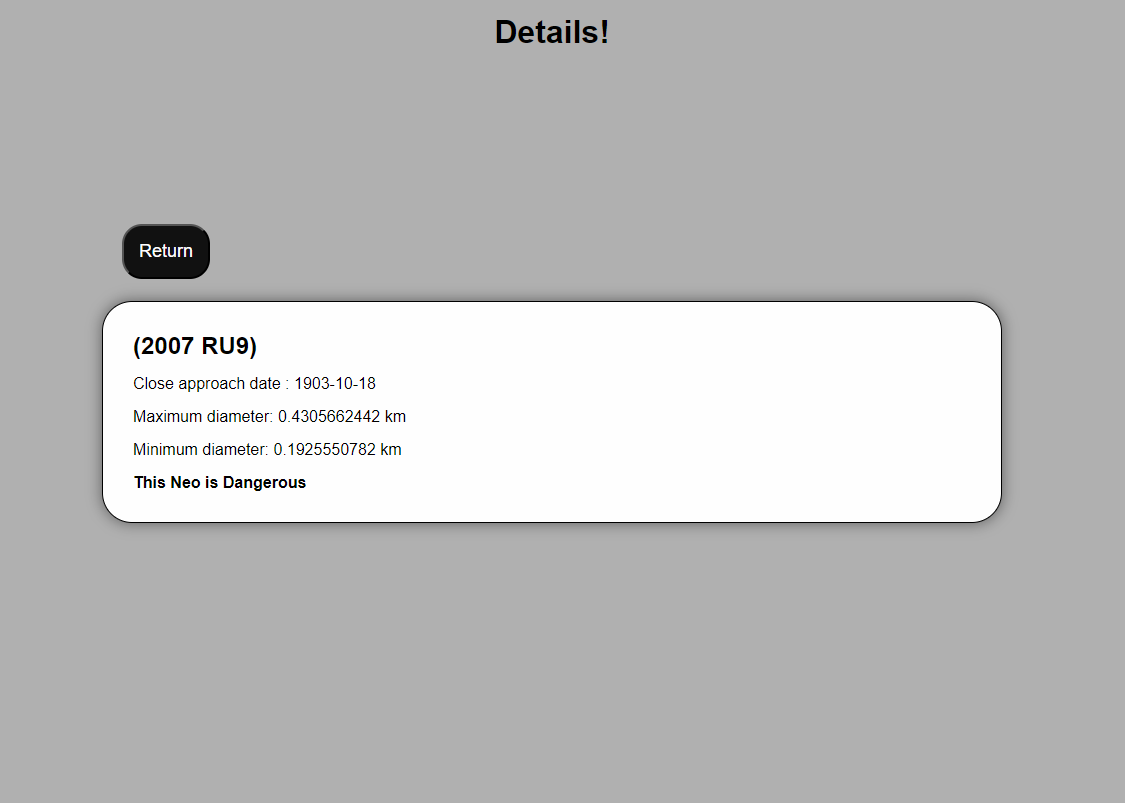 Details!
Return
(2007 RU9)
Close approach date : 1903-10-18
Maximum diameter: 0.4305662442 km
Minimum diameter: 0.1925550782 km
This Neo is Dangerous